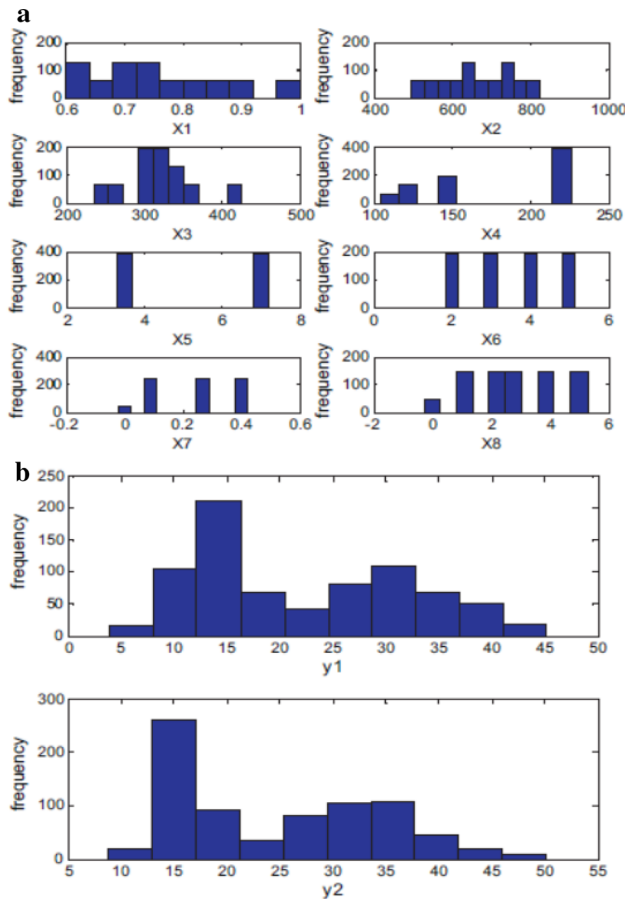 a
frequency
200
100
0
0.6 0.7 0.8 0.9 1
X1
frequency
200
100
0
400 600 800 1000
X2
frequency
200
100
0
200 300 400 500
X3
frequency
400
200
0
100 150 200 250
X4
frequency
400
200
0
2 4 6 8
X5
frequency
200
100
0
0 2 4 6
X6
frequency
400
200
0
-0.2 0 0.2 0.4 0.6
X7
frequency
200
100
0
-2 0 2 4 6
X8
b
frequency
250
200
150
100
50
0
0 5 10 15 20 25 30 35 40 45 50
y1
frequency
300
200
100
0
5 10 15 20 25 30 35 40 45 50 55
y2